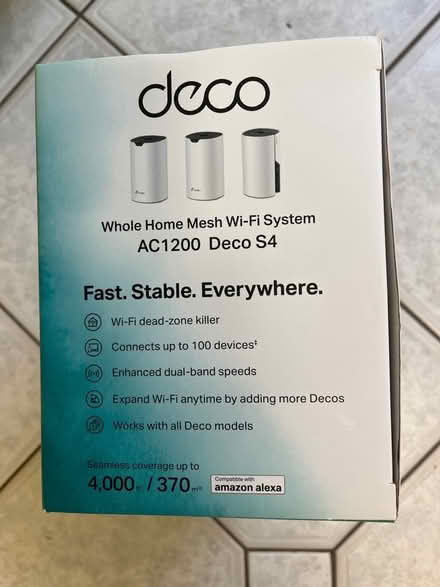 deco
Whole Home Mesh Wi-Fi System
AC1200 Deco S4
Fast. Stable. Everywhere.
Wi-Fi dead-zone killer
Connects up to 100 devices‡
Enhanced dual-band speeds
Expand Wi-Fi anytime by adding more Decos
Works with all Deco models
Seamless coverage up to
4,000 / 370
Compatible with
amazon alexa